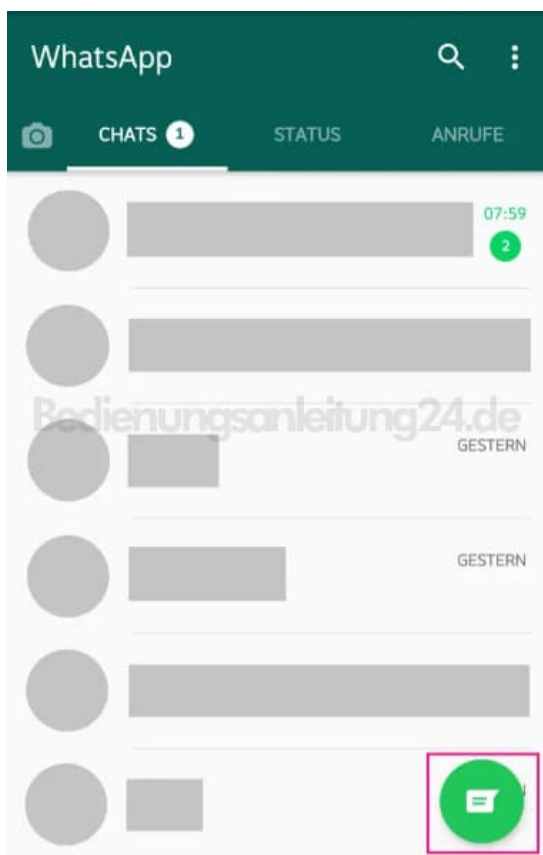 WhatsApp
CHATS 1 STATUS ANRUFE
07:59
2
Bedienungsanleitung24.de
GESTERN
GESTERN